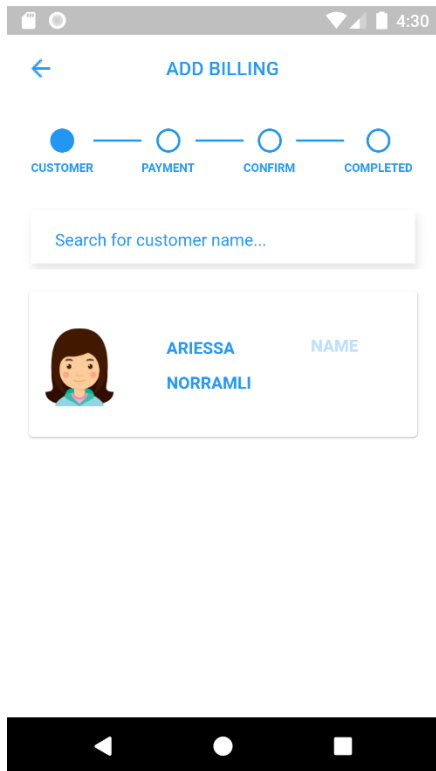 4:30
ADD BILLING
CUSTOMER PAYMENT CONFIRM COMPLETED
Search for customer name...
ARIESSA NAME
NORRAMLI